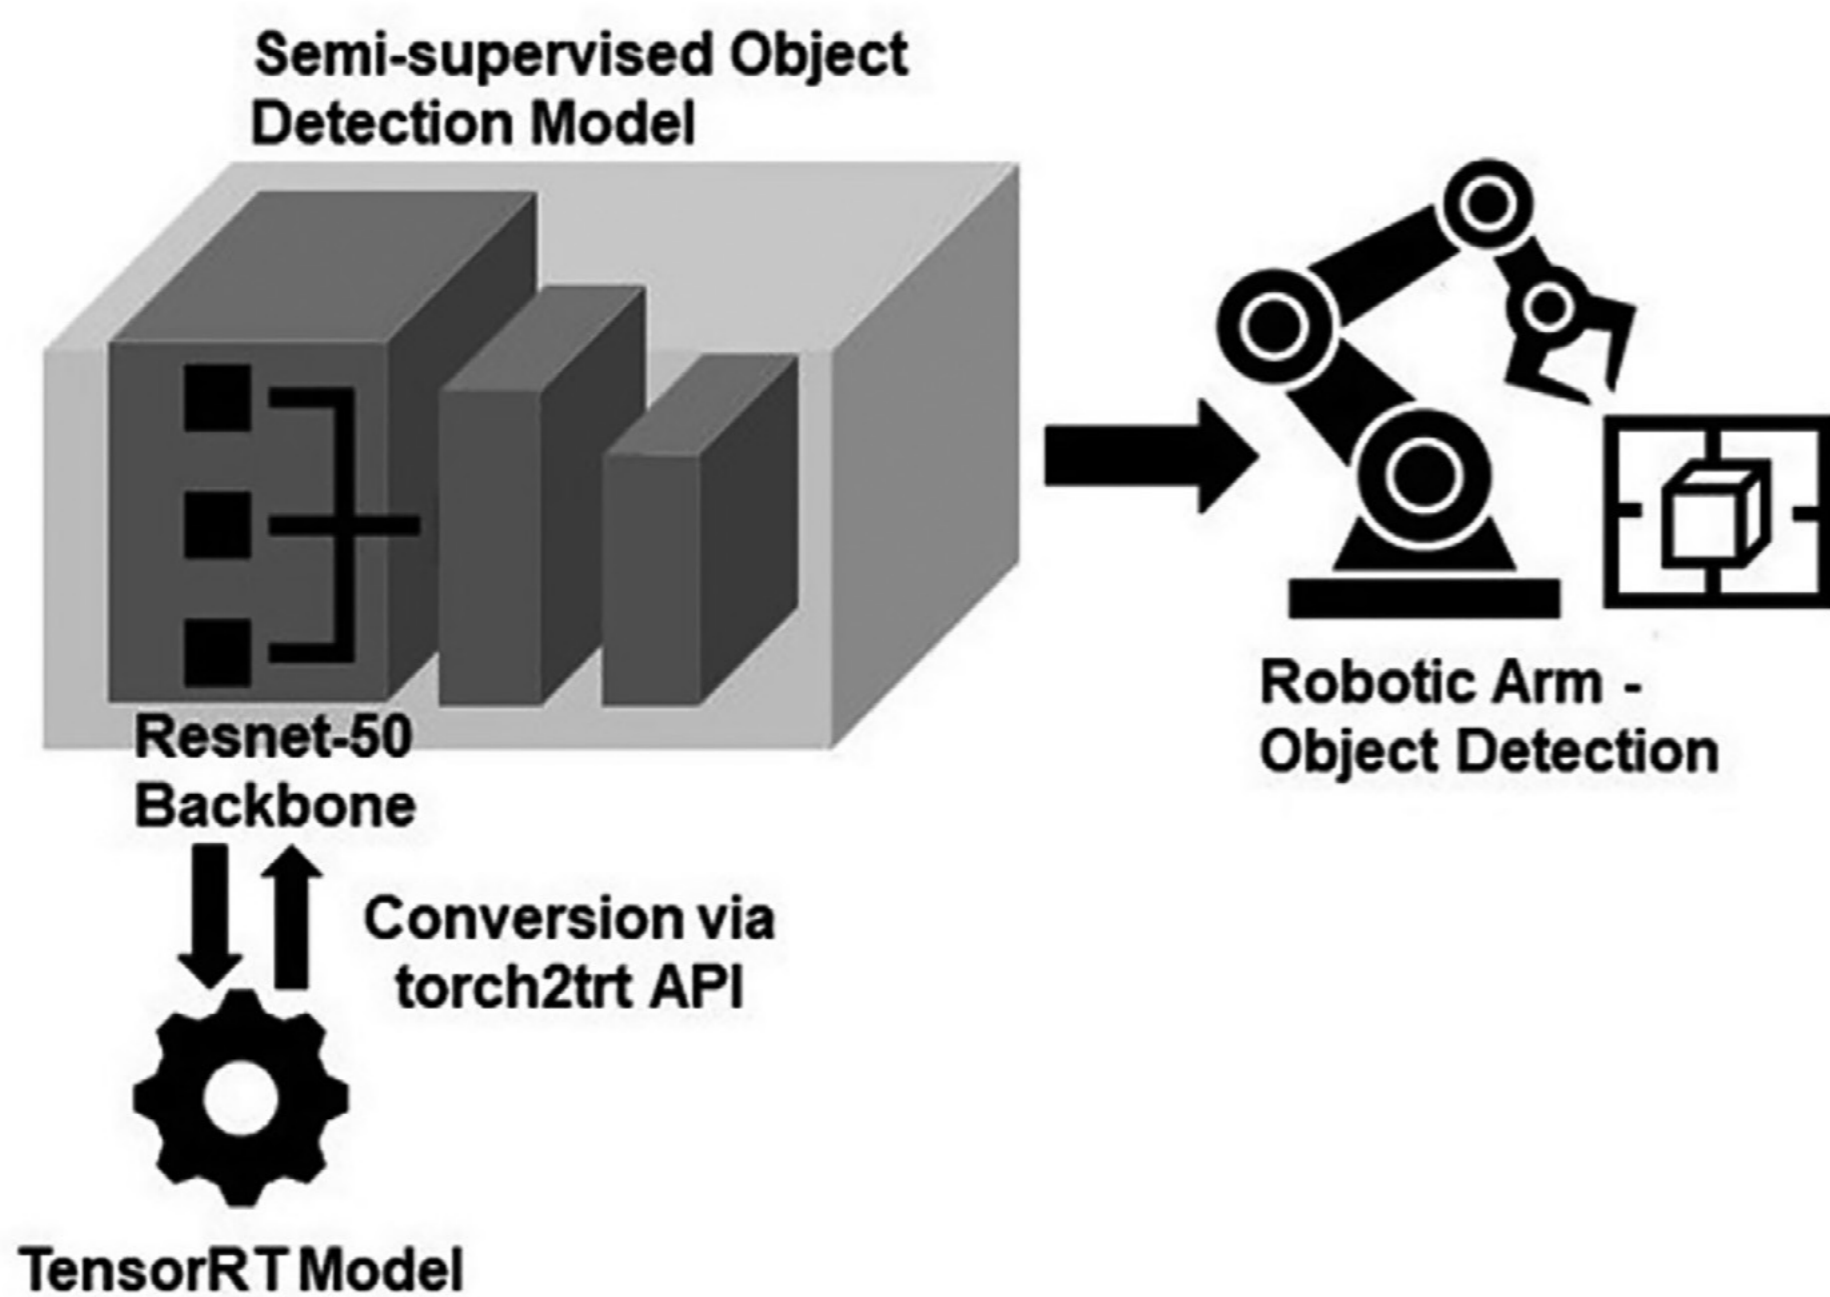 Semi-supervised Object
Detection Model
Resnet-50
Backbone
Conversion via
torch2trt API
TensorRT Model
Robotic Arm -
Object Detection